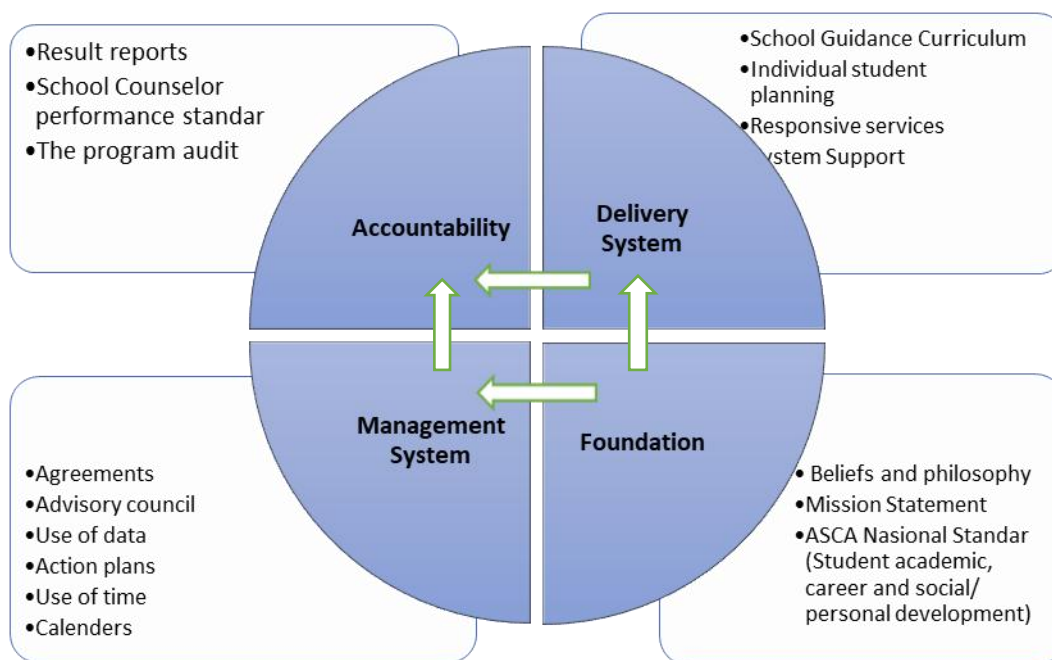 •Result reports
•School Counselor
performance standar
•The program audit
•School Guidance Curriculum
•Individual student
planning
•Responsive services
ystem Support
Accountability
Delivery
System
Management
System
Foundation
•Agreements
•Advisory council
•Use of data
•Action plans
•Use of time
•Calenders
• Beliefs and philosophy
•Mission Statement
•ASCA Nasional Standar
(Student academic,
career and social/
personal development)